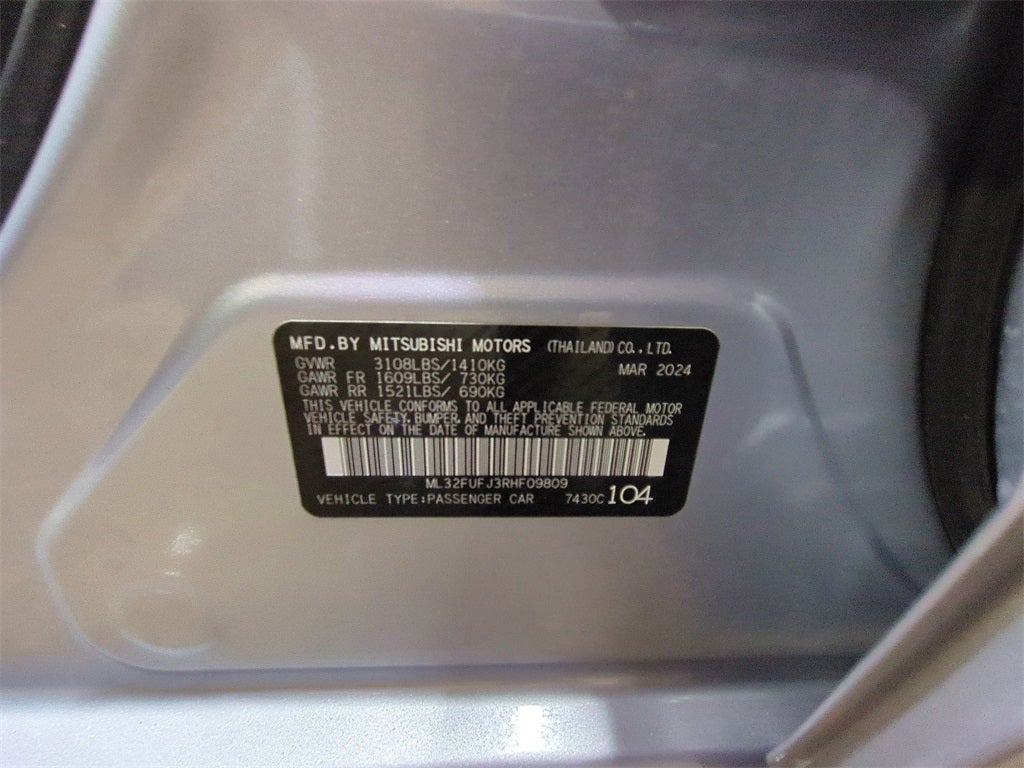 MFD.BY MITSUBISHI MOTORS (THAILAND) CO.,LTD.
GVWR 3108LBS/1410KG MAR 2024
GAWR FR 1609LBS/ 730KG
GAWR RR 1521LBS/ 690KG
THIS VEHICLE CONFORMS TO ALL APPLICABLE FEDERAL MOTOR
VEHICLE SAFETY, BUMPER, AND THEFT PREVENTION STANDARDS
IN EFFECT ON THE DATE OF MANUFACTURE SHOWN ABOVE.
ML32FUFJ3RHF09809
VEHICLE TYPE:PASSENGER CAR 7430C 104